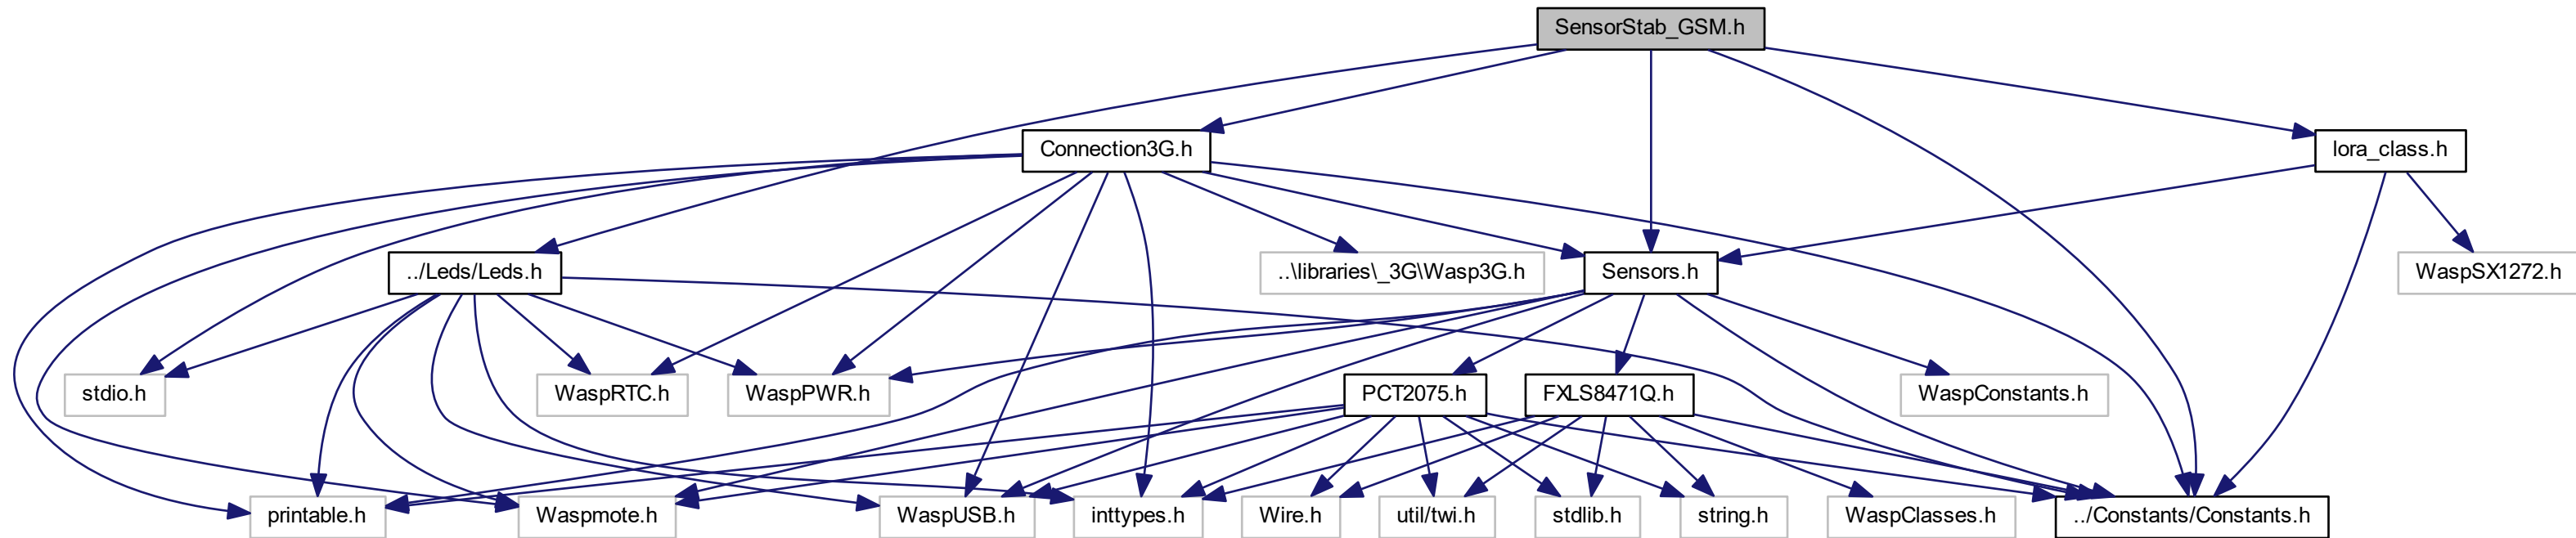 SensorStab_GSM.h
Connection3G.h
lora_class.h
../Leds/Leds.h
..\libraries\_3G\Wasp3G.h
Sensors.h
WaspSX1272.h
stdio.h
WaspRTC.h
WaspPWR.h
PCT2075.h
FXLS8471Q.h
WaspConstants.h
printable.h
Waspmote.h
WaspUSB.h
inttypes.h
Wire.h
util/twi.h
stdlib.h
string.h
WaspClasses.h
../Constants/Constants.h